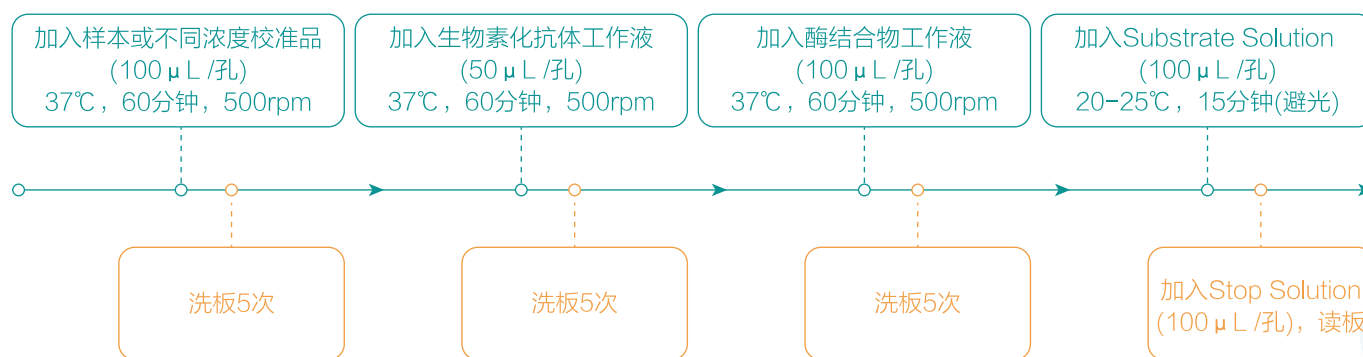 加入样本或不同浓度校准品
(100 μ L /孔)
37℃，60分钟，500rpm
加入生物素化抗体工作液
(50 μ L /孔)
37℃，60分钟，500rpm
加入酶结合物工作液
(100 μ L /孔)
37℃，60分钟，500rpm
加入Substrate Solution
(100 μ L /孔)
20-25℃，15分钟(避光)
洗板5次
洗板5次
洗板5次
加入Stop Solution
(100 μ L /孔)，读板